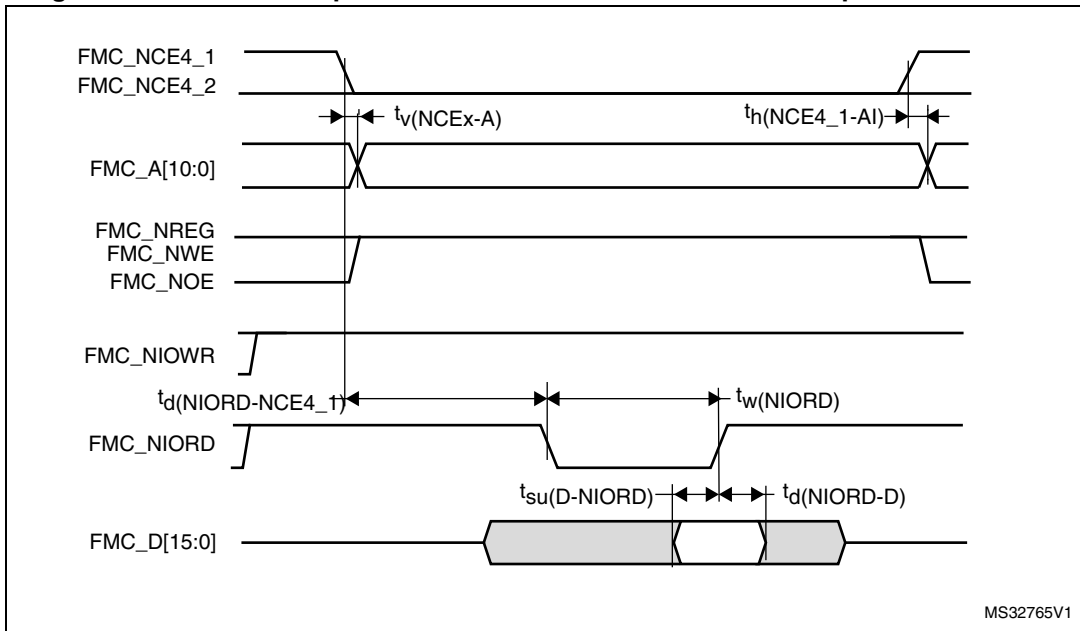 FMC_NCE4_1
FMC_NCE4_2
tv(NCEx-A)
th(NCE4_1-AI)
FMC_A[10:0]
FMC_NREG
FMC_NWE
FMC_NOE
FMC_NIOWR
td(NIORD-NCE4_1)
tw(NIORD)
FMC_NIORD
tsu(D-NIORD)
td(NIORD-D)
FMC_D[15:0]
MS32765V1